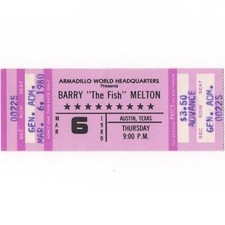 00225
GEN. ADM.
MAR. 6, 1980
ARMADILLO WORLD HEADQUARTERS
Presents
BARRY "The Fish" MELTON
MAR
6
1980
AUSTIN, TEXAS
THURSDAY
9:00 P.M.
$3.50
ADVANCE
GEN. ADM.
00225